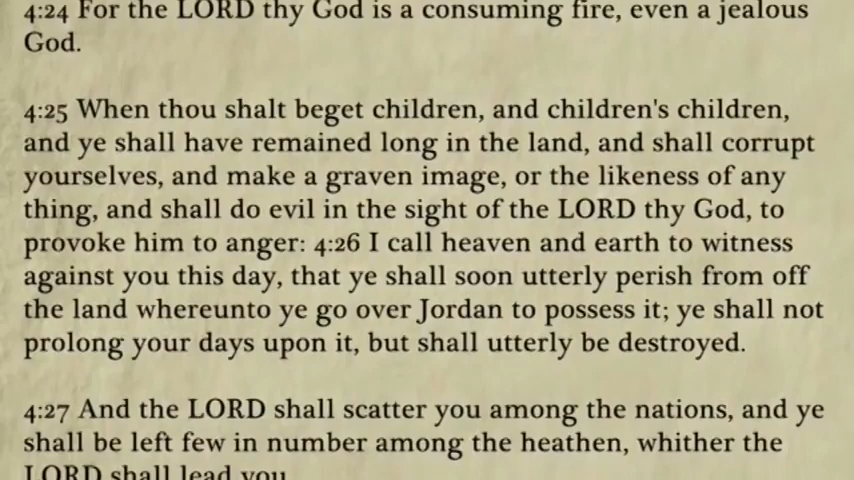 4:24 For the LORD thy God is a consuming fire, even a jealous
God.
4:25 When thou shalt beget children, and children's children,
and ye shall have remained long in the land, and shall corrupt
yourselves, and make a graven image, or the likeness of any
thing, and shall do evil in the sight of the LORD thy God, to
provoke him to anger: 4:26 I call heaven and earth to witness
against you this day, that ye shall soon utterly perish from off
the land whereunto ye go over Jordan to possess it; ye shall not
prolong your days upon it, but shall utterly be destroyed.
4:27 And the LORD shall scatter you among the nations, and ye
shall be left few in number among the heathen, whither the
LORD shall lead you